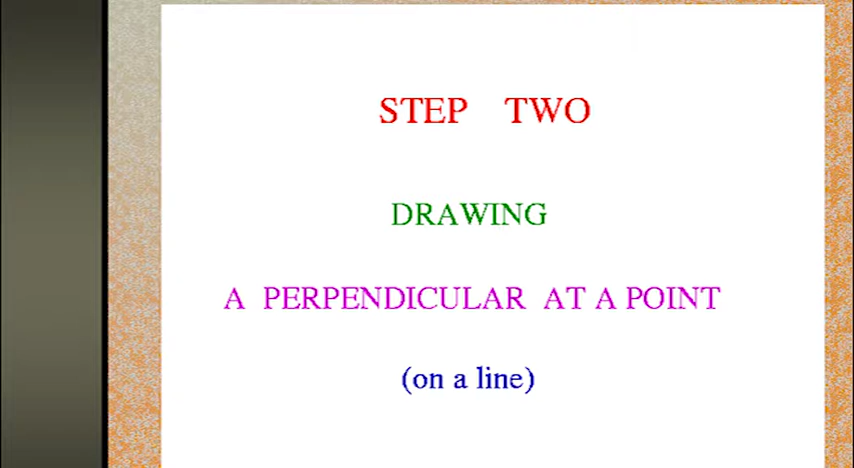 STEP TWO
DRAWING
A PERPENDICULAR AT A POINT
(on a line)